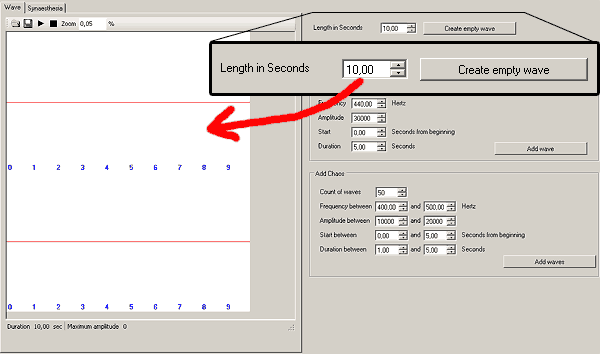 Wave Synaesthesia
Zoom 0,05 %
Length in Seconds 10,00 Create empty wave
Length in Seconds 10,00 Create empty wave
Frequency 440,00 Hertz
Amplitude 30000
Start 0,00 Seconds from beginning
Duration 5,00 Seconds
Add wave
0 1 2 3 4 5 6 7 8 9
Add Chaos
Count of waves 50
Frequency between 400,00 and 500,00 Hertz
Amplitude between 10000 and 20000
Start between 0,00 and 5,00 Seconds from beginning
Duration between 1,00 and 5,00 Seconds
Add waves
0 1 2 3 4 5 6 7 8 9
Duration 10,00 sec Maximum amplitude 0